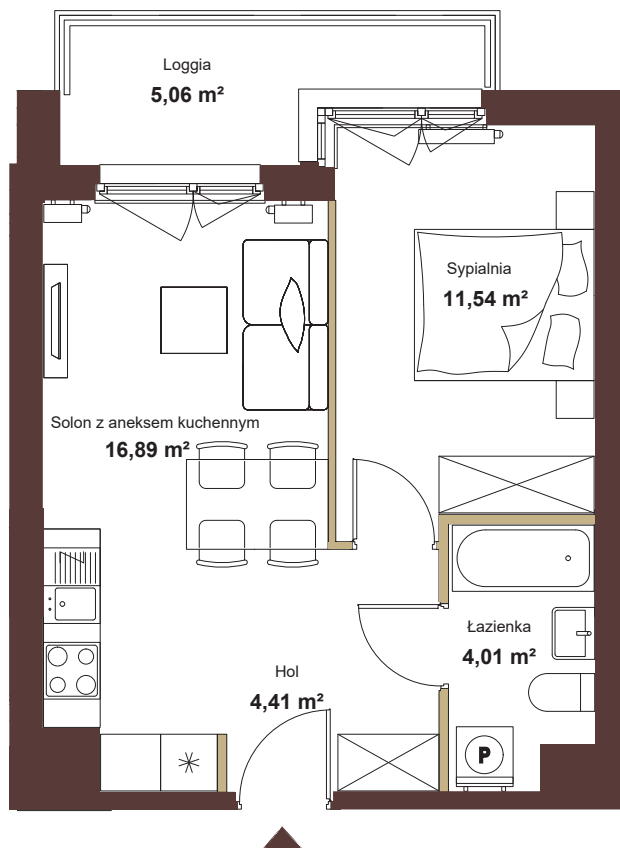 Loggia
5,06 m²
Sypialnia
11,54 m²
Solon z aneksem kuchennym
16,89 m²
Łazienka
4,01 m²
Hol
4,41 m²
P